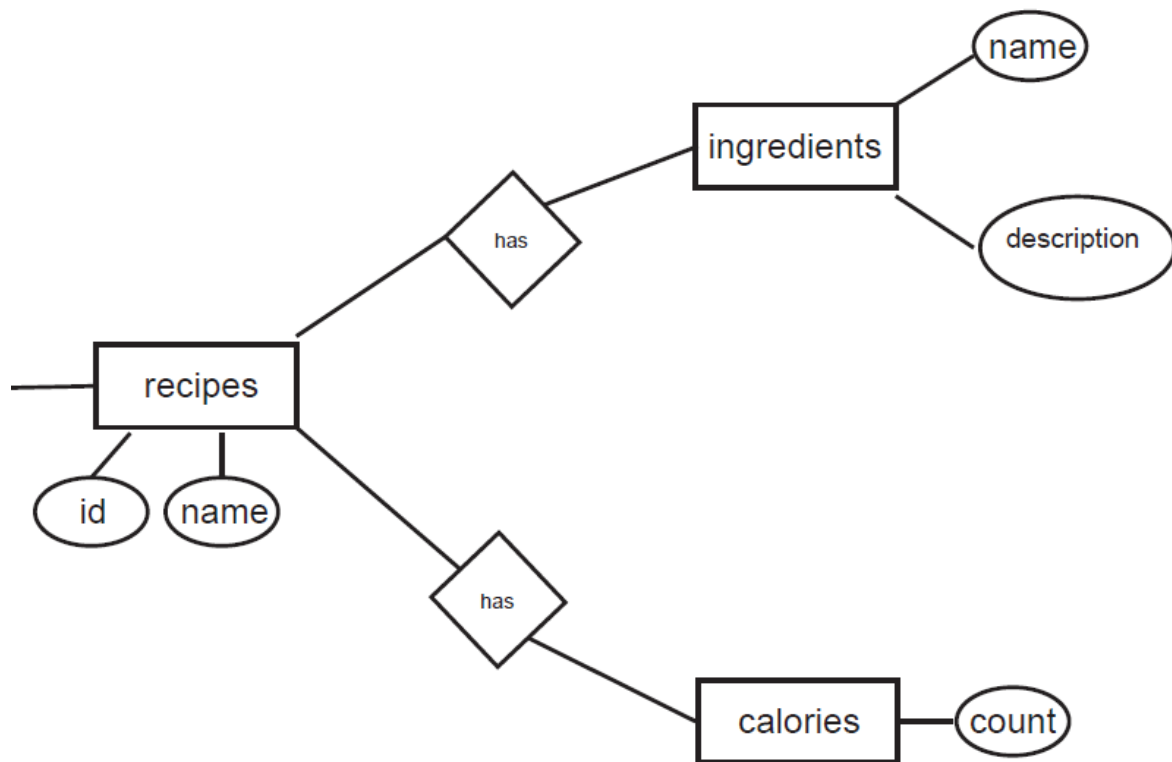 name
ingredients
description
has
recipes
id
name
has
calories
count